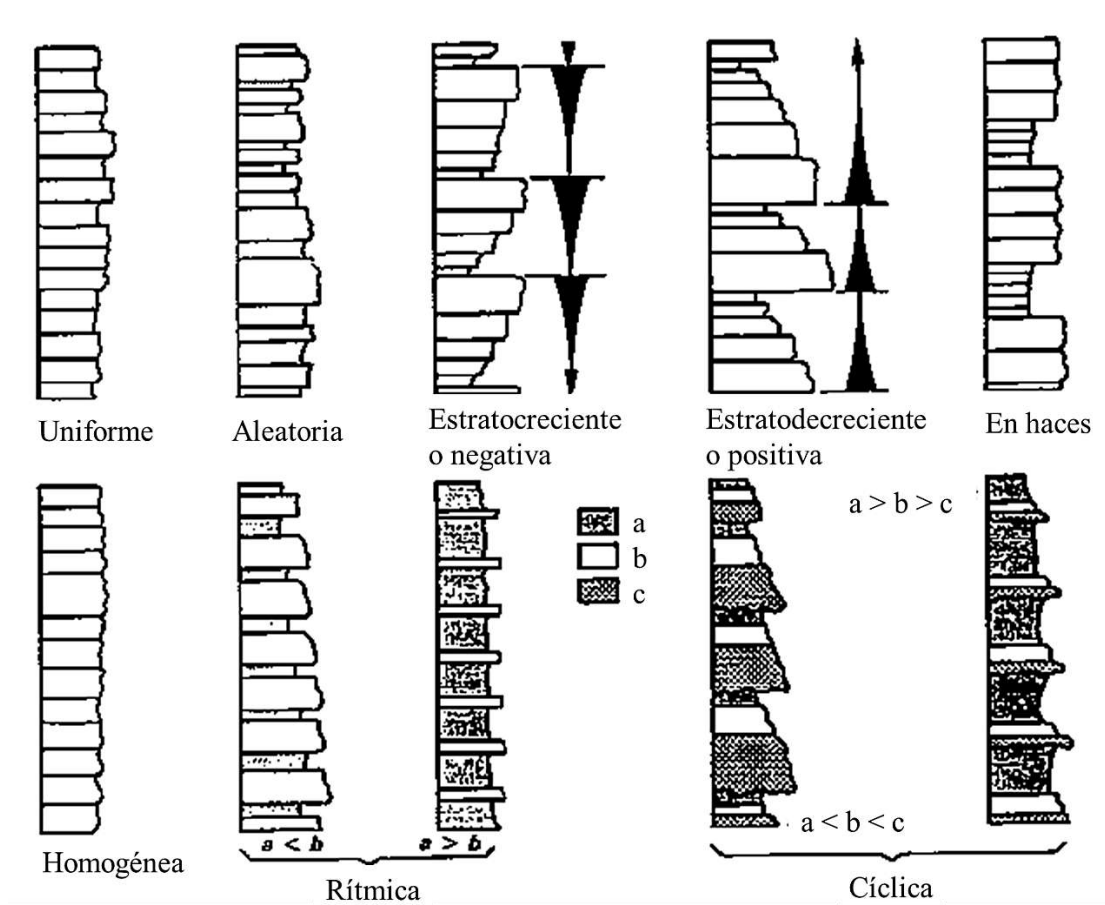 Uniforme
Aleatoria
Estratocreciente
o negativa
Estratodecreciente
o positiva
En haces
a
b
c
a > b > c
a < b < c
a < b
a > b
Homogénea
Rítmica
Cíclica